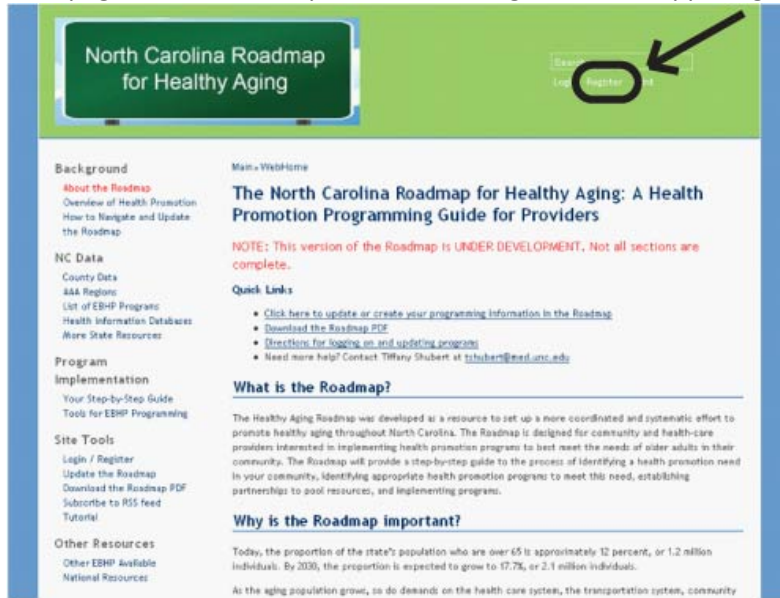 North Carolina Roadmap
for Healthy Aging
Search
Login Register
Background
About the Roadmap
Overview of Health Promotion
How to Navigate and Update
the Roadmap
NC Data
County Data
AAA Regions
List of EBHP Programs
Health Information Databases
More State Resources
Program
Implementation
Your Step-by-Step Guide
Tools for EBHP Programming
Site Tools
Login / Register
Update the Roadmap
Download the Roadmap PDF
Subscribe to RSS feed
Tutorial
Other Resources
Other EBHP Available
National Resources
Main » WebHome
The North Carolina Roadmap for Healthy Aging: A Health
Promotion Programming Guide for Providers
NOTE: This version of the Roadmap is UNDER DEVELOPMENT. Not all sections are
complete.
Quick Links
• Click here to update or create your programming information in the Roadmap
• Download the Roadmap PDF
• Directions for logging on and updating programs
• Need more help? Contact Tiffany Shubert at tshubert@med.unc.edu
What is the Roadmap?
The Healthy Aging Roadmap was developed as a resource to set up a more coordinated and systematic effort to
promote healthy aging throughout North Carolina. The Roadmap is designed for community and health-care
providers interested in implementing health promotion programs to best meet the needs of older adults in their
community. The Roadmap will provide a step-by-step guide to the process of identifying a health promotion need
in your community, identifying appropriate health promotion programs to meet this need, establishing
partnerships to pool resources, and implementing programs.
Why is the Roadmap important?
Today, the proportion of the state's population who are over 65 is approximately 12 percent, or 1.2 million
individuals. By 2030, the proportion is expected to grow to 17.7%, or 2.1 million individuals.
As the aging population grows, so do demands on the health care system, the transportation system, community